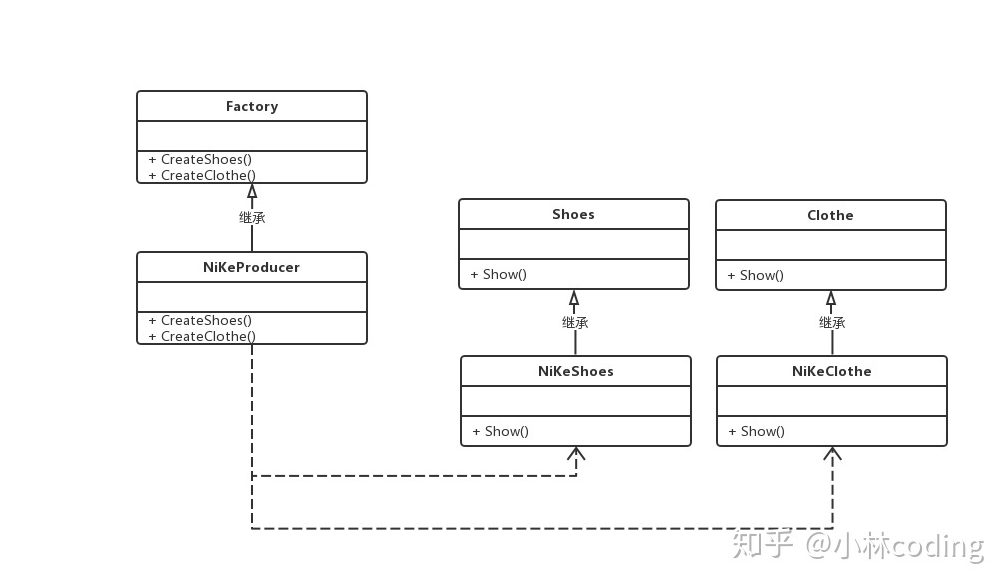 Factory
+ CreateShoes()
+ CreateClothe()
继承
NiKeProducer
+ CreateShoes()
+ CreateClothe()
Shoes
+ Show()
继承
NiKeShoes
+ Show()
Clothe
+ Show()
继承
NiKeClothe
+ Show()
知乎 @小林coding